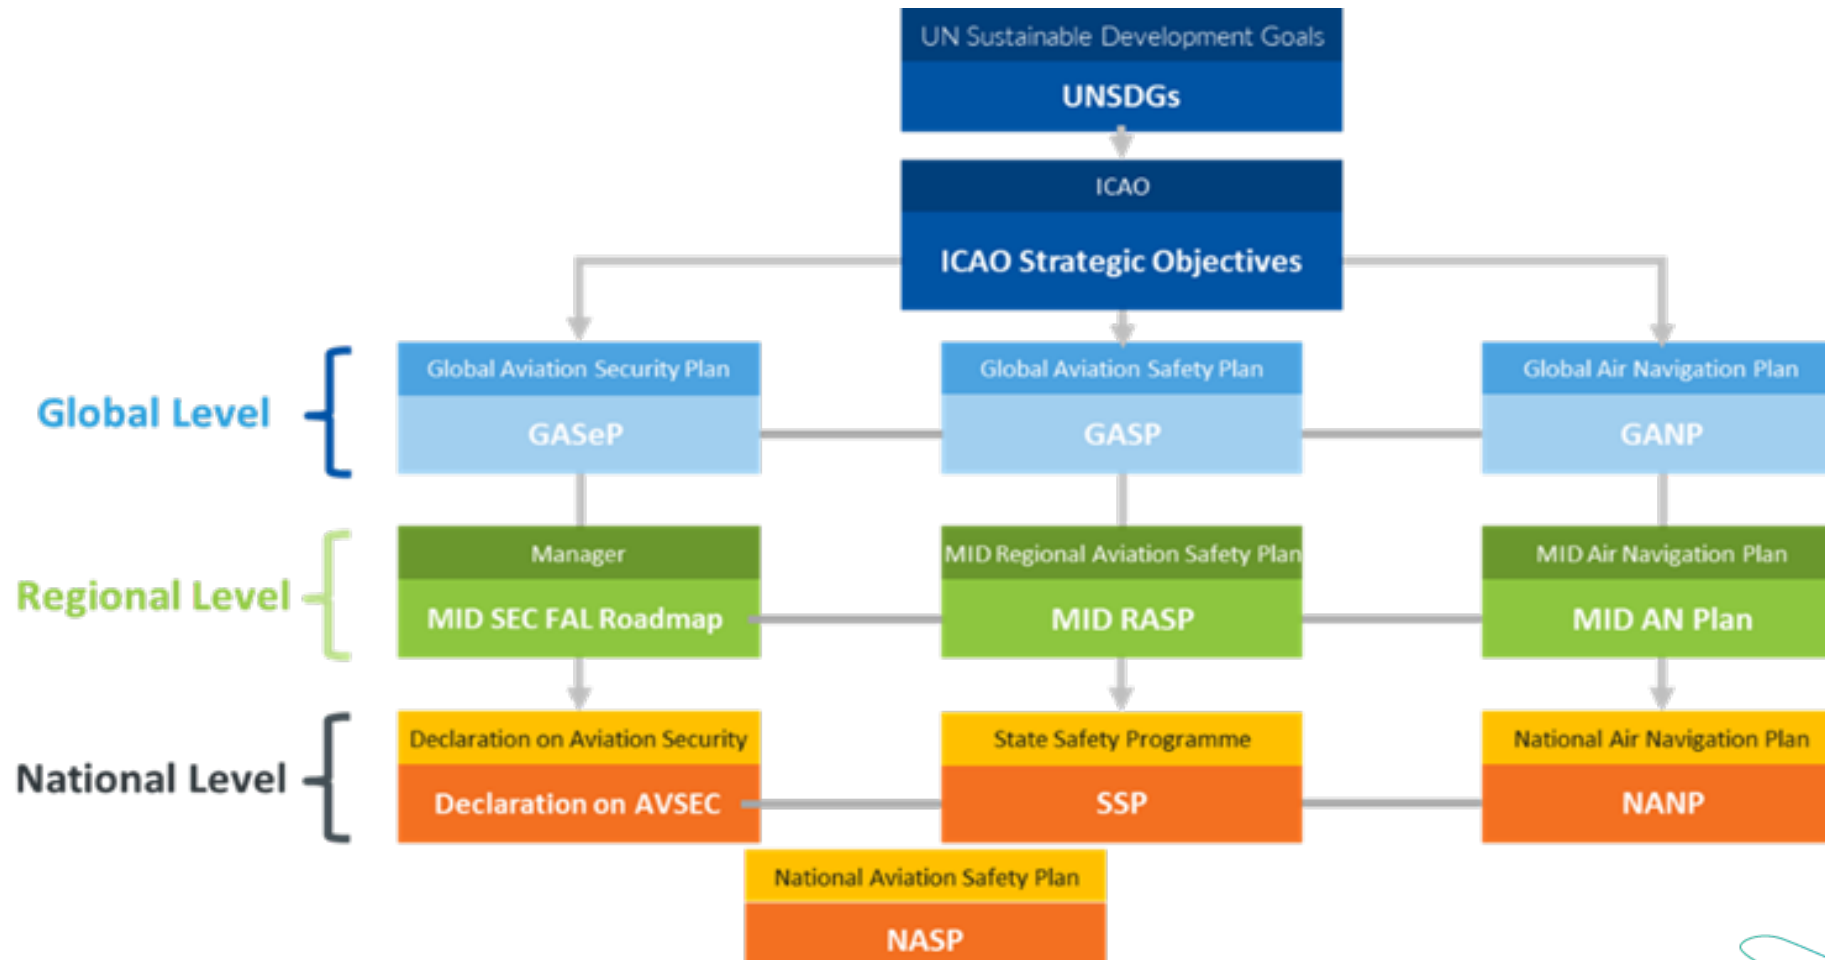 UN Sustainable Development Goals
UNSDGs
ICAO
ICAO Strategic Objectives
Global Level
Global Aviation Security Plan
GASeP
Global Aviation Safety Plan
GASP
Global Air Navigation Plan
GANP
Regional Level
Manager
MID SEC FAL Roadmap
MID Regional Aviation Safety Plan
MID RASP
MID Air Navigation Plan
MID AN Plan
National Level
Declaration on Aviation Security
Declaration on AVSEC
State Safety Programme
SSP
National Air Navigation Plan
NANP
National Aviation Safety Plan
NASP